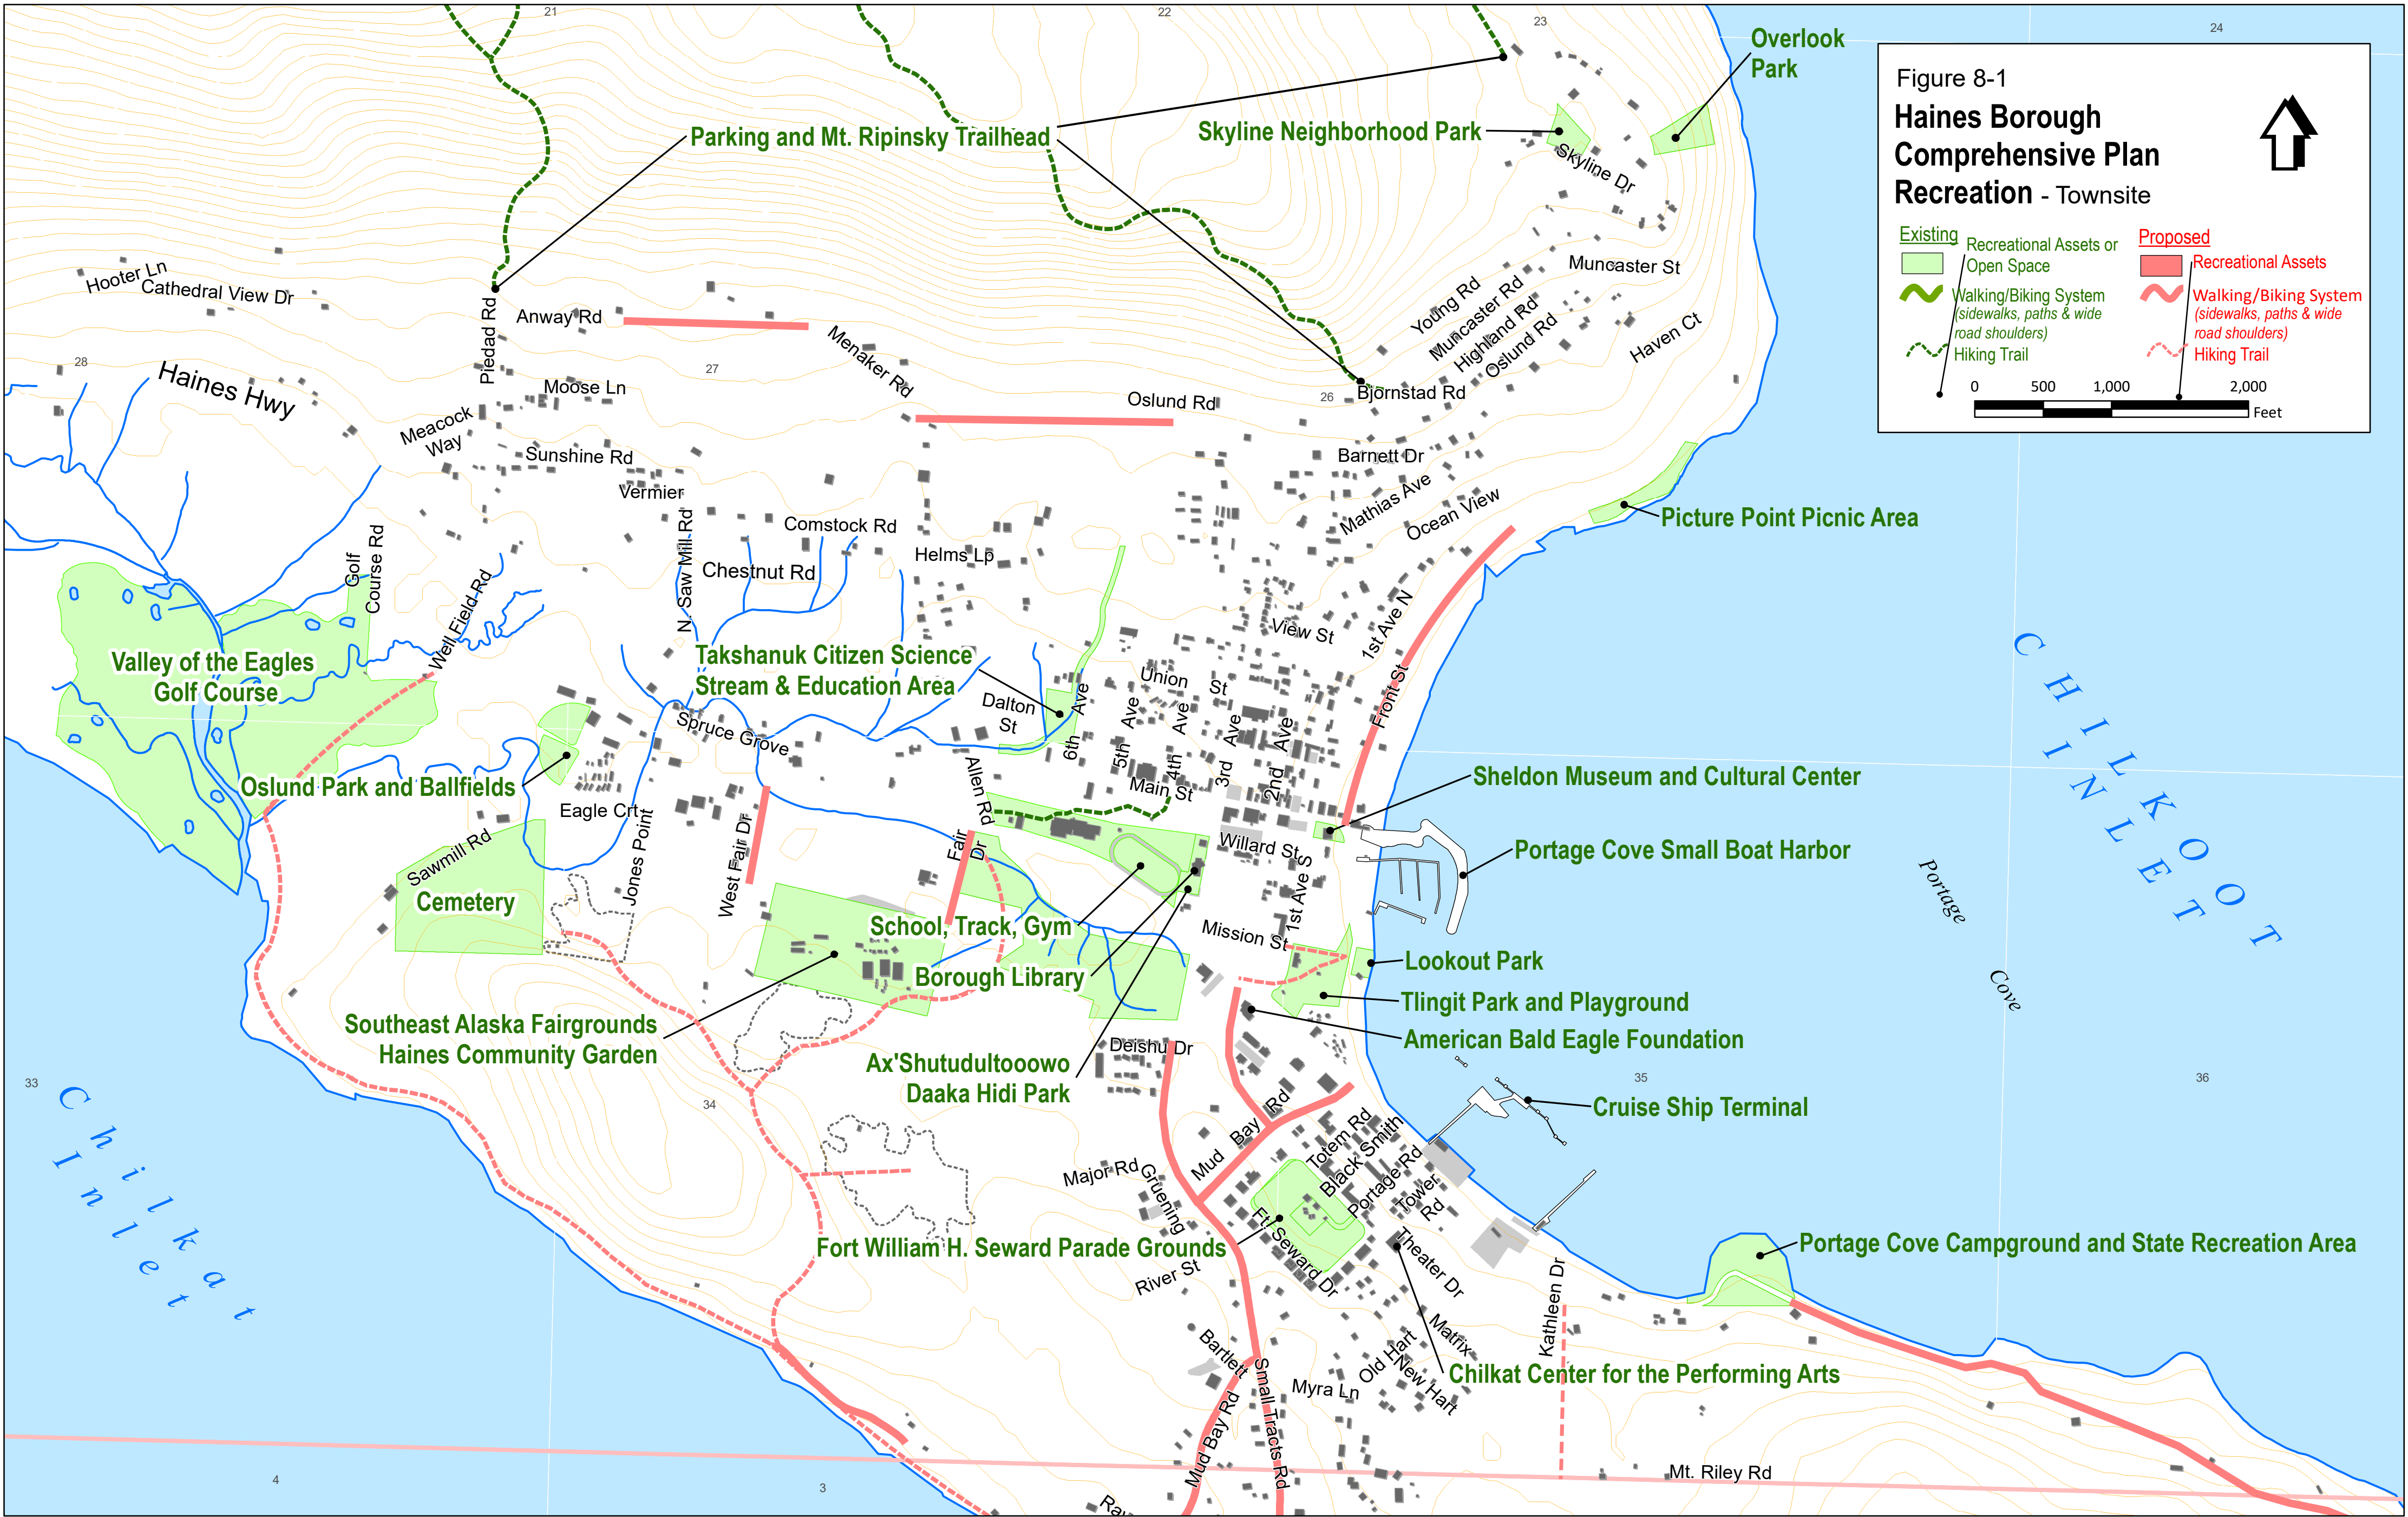 21
22
23
24
Overlook
Park
Figure 8-1
Haines Borough
Comprehensive Plan
Recreation - Townsite
Existing
Recreational Assets or
Open Space
Walking/Biking System
(sidewalks, paths & wide
road shoulders)
Hiking Trail
Proposed
Recreational Assets
Walking/Biking System
(sidewalks, paths & wide
road shoulders)
Hiking Trail
0 500 1,000 2,000
Feet
Parking and Mt. Ripinsky Trailhead
Skyline Neighborhood Park
Skyline Dr
Hooter Ln
Cathedral View Dr
Muncaster St
Piedad Rd
Anway Rd
Menaker Rd
Young Rd
Muncaster Rd
Highland Rd
Oslund Rd
Haven Ct
28
27
26
Haines Hwy
Moose Ln
Oslund Rd
Bjornstad Rd
Meacock
Way
Sunshine Rd
Vermier
Barnett Dr
Mathias Ave
Ocean View
Picture Point Picnic Area
Golf
Course Rd
Well Field Rd
N. Saw Mill Rd
Comstock Rd
Chestnut Rd
Helms Lp
View St
1st Ave N
Front St
Valley of the Eagles
Golf Course
Takshanuk Citizen Science
Stream & Education Area
Dalton
St
Union St
6th Ave
5th Ave
4th Ave
3rd Ave
2nd Ave
Spruce Grove
Oslund Park and Ballfields
Eagle Crt
Allen Rd
Main St
Sheldon Museum and Cultural Center
CHILKOOT
INLET
Sawmill Rd
Jones Point
West Fair Dr
Fair
Dr
Willard St
Portage Cove Small Boat Harbor
Portage
Cove
Cemetery
School, Track, Gym
1st Ave S
Mission St
Borough Library
Lookout Park
Tlingit Park and Playground
American Bald Eagle Foundation
Southeast Alaska Fairgrounds
Haines Community Garden
Ax'Shutudultooowo
Daaka Hidi Park
Deishu Dr
33
34
35
36
Chilkat
Inlet
Cruise Ship Terminal
Mud Bay Rd
Totem Rd
Black Smith
Portage Rd
Tower
Rd
Major Rd
Gruening
Fort William H. Seward Parade Grounds
Ft. Seward Dr
Theater Dr
Portage Cove Campground and State Recreation Area
River St
Kathleen Dr
Bartlett
Matrix
Old Hart
New Hart
Chilkat Center for the Performing Arts
Myra Ln
Mud Bay Rd
Small Tracts Rd
Mt. Riley Rd
4
3